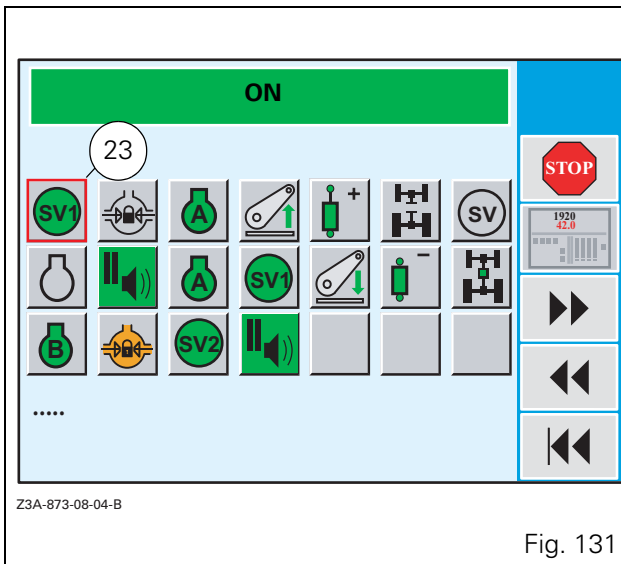 ON
23
STOP
SV1 A + SV
1920
42.0
A SV1 -
B SV2
.....
Z3A-873-08-04-B
Fig. 131